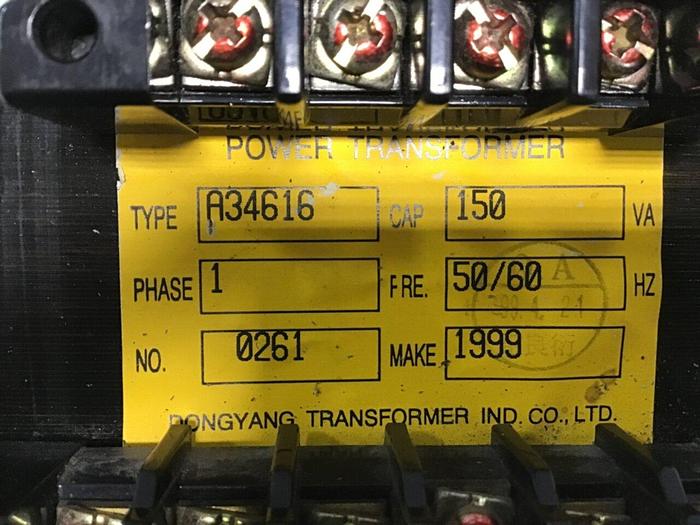 POWER TRANSFORMER
TYPE A34616 CAP 150 VA
PHASE 1 FRE. 50/60 HZ
NO. 0261 MAKE 1999
DONGYANG TRANSFORMER IND. CO., LTD.